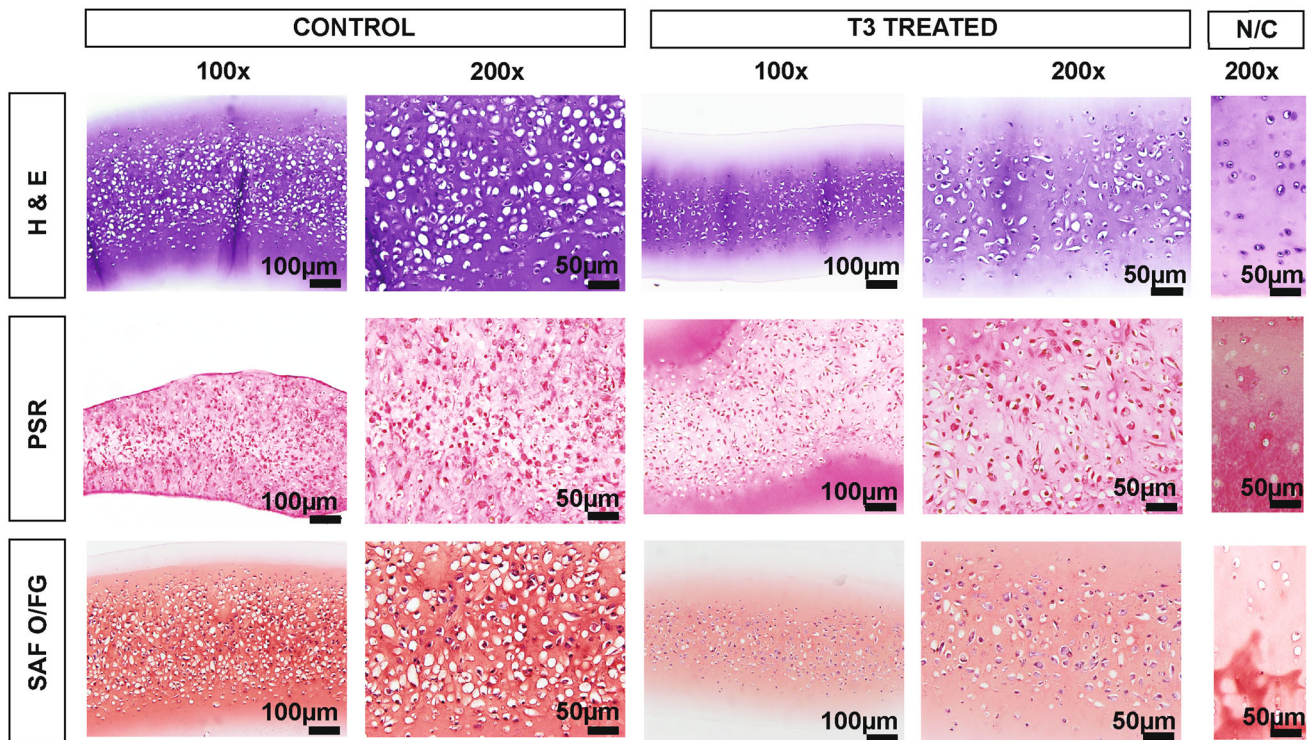 CONTROL
T3 TREATED
N/C
100x
200x
100x
200x
200x
H & E
100µm
50µm
100µm
50µm
50µm
PSR
100µm
50µm
100µm
50µm
50µm
SAF O/FG
100µm
50µm
100µm
50µm
50µm